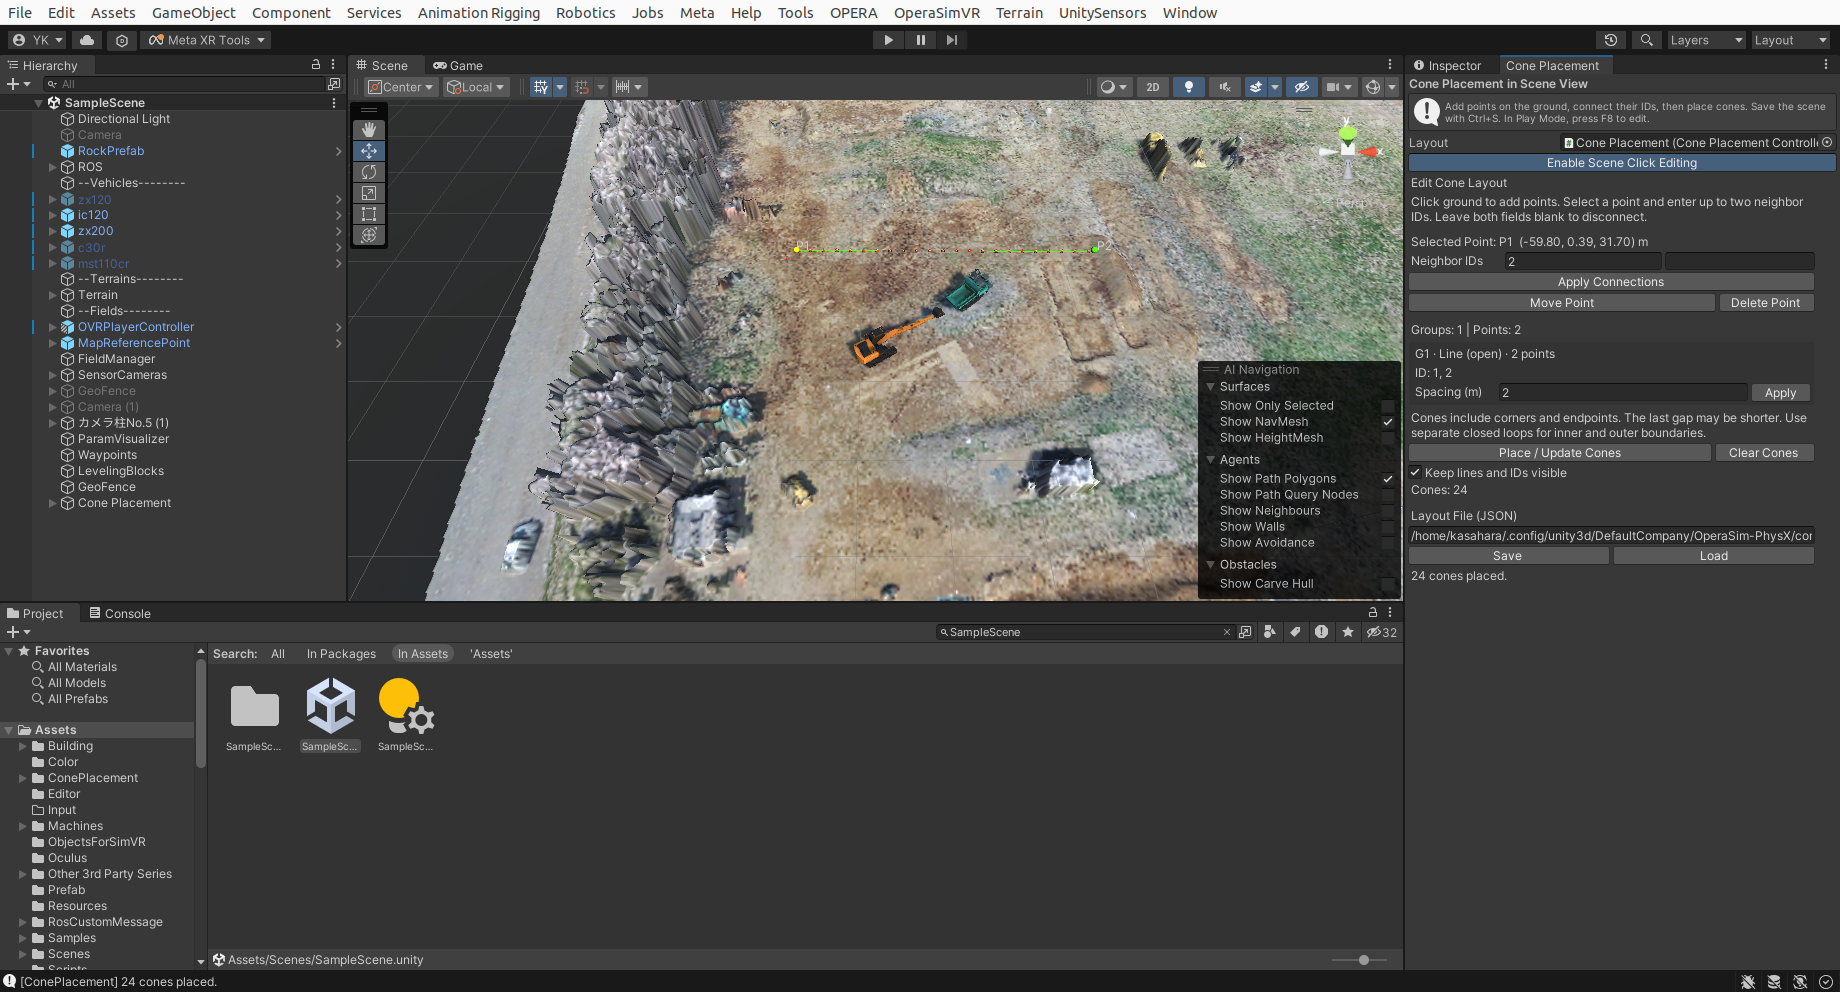 File Edit Assets GameObject Component Services Animation Rigging Robotics Jobs Meta Help Tools OPERA OperaSimVR Terrain UnitySensors Window
YK Meta XR Tools Layers Layout
Hierarchy
All
SampleScene
Directional Light
Camera
RockPrefab
ROS
--Vehicles--------
zx120
ic120
zx200
c30r
mst110cr
--Terrains--------
Terrain
--Fields--------
OVRPlayerController
MapReferencePoint
FieldManager
SensorCameras
GeoFence
Camera (1)
カメラ柱No.5 (1)
ParamVisualizer
Waypoints
LevelingBlocks
GeoFence
Cone Placement
Scene Game
Center Local 2D
y
x
Persp
P1 P2
AI Navigation
Surfaces
Show Only Selected
Show NavMesh
Show HeightMesh
Agents
Show Path Polygons
Show Path Query Nodes
Show Neighbours
Show Walls
Show Avoidance
Obstacles
Show Carve Hull
Inspector Cone Placement
Cone Placement in Scene View
Add points on the ground, connect their IDs, then place cones. Save the scene
with Ctrl+S. In Play Mode, press F8 to edit.
Layout Cone Placement (Cone Placement Controlle
Enable Scene Click Editing
Edit Cone Layout
Click ground to add points. Select a point and enter up to two neighbor
IDs. Leave both fields blank to disconnect.
Selected Point: P1 (-59.80, 0.39, 31.70) m
Neighbor IDs 2
Apply Connections
Move Point Delete Point
Groups: 1 | Points: 2
G1 · Line (open) · 2 points
ID: 1, 2
Spacing (m) 2 Apply
Cones include corners and endpoints. The last gap may be shorter. Use
separate closed loops for inner and outer boundaries.
Place / Update Cones Clear Cones
Keep lines and IDs visible
Cones: 24
Layout File (JSON)
/home/kasahara/.config/unity3d/DefaultCompany/OperaSim-PhysX/cor
Save Load
24 cones placed.
Project Console
SampleScene 32
Favorites
All Materials
All Models
All Prefabs
Assets
Building
Color
ConePlacement
Editor
Input
Machines
ObjectsForSimVR
Oculus
Other 3rd Party Series
Prefab
Resources
RosCustomMessage
Samples
Scenes
Scripts
Search: All In Packages In Assets 'Assets'
SampleSc... SampleSc... SampleSc...
Assets/Scenes/SampleScene.unity
[ConePlacement] 24 cones placed.